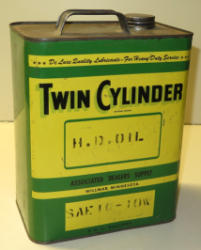 De Luxe Quality Lubricants - For Heavy Duty Service
TWIN CYLINDER
H.D. OIL
ASSOCIATED DEALERS SUPPLY
WILLMAR, MINNESOTA
SAE 10-10W